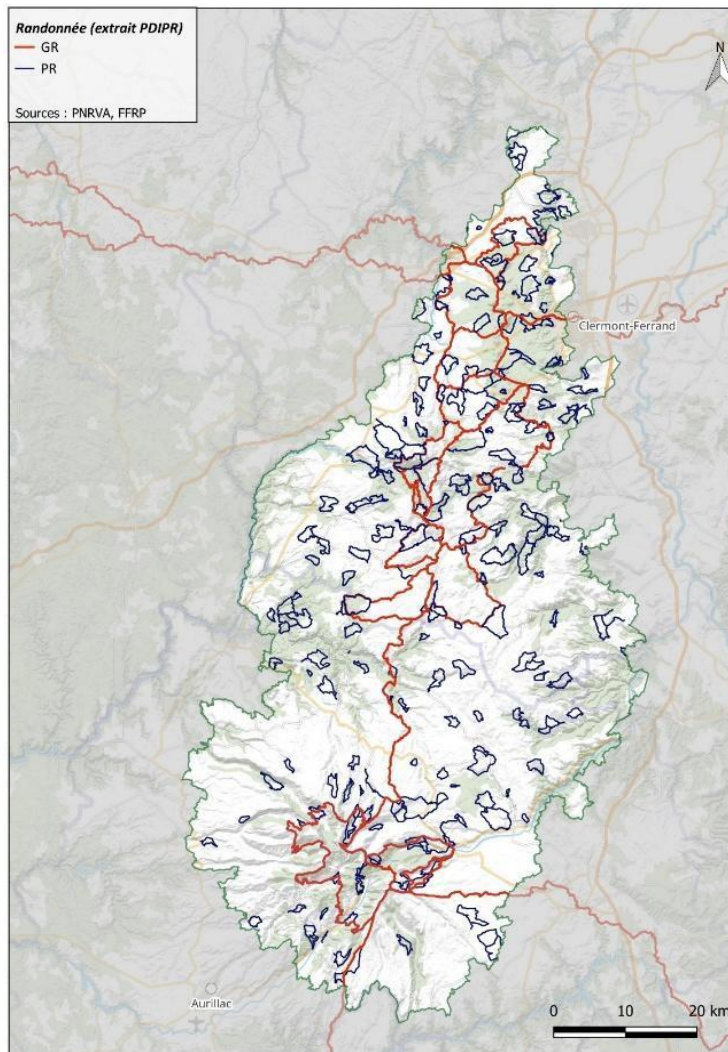 Randonnée (extrait PDIPR)
GR
PR
Sources : PNRVA, FFRP
N
Clermont-Ferrand
Aurillac
0 10 20 km